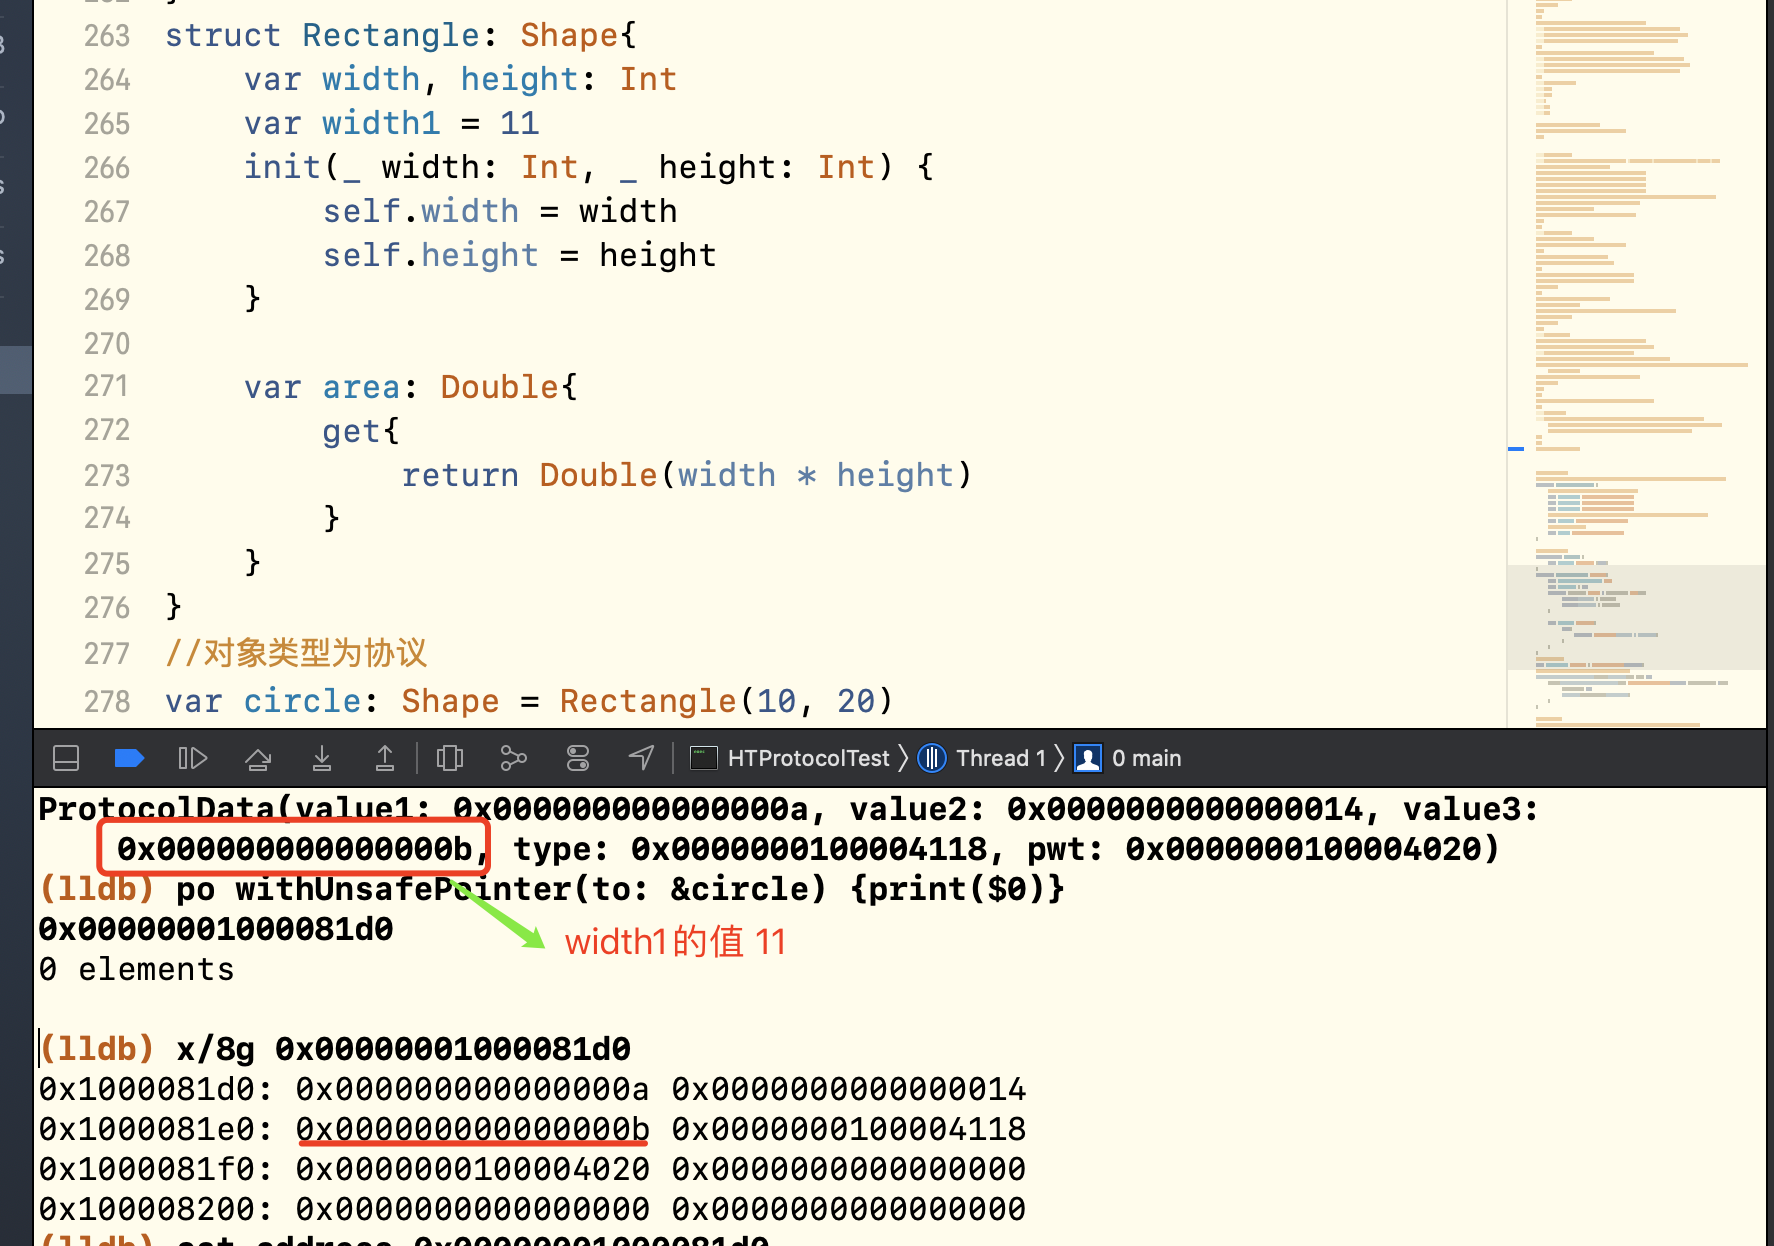 263 struct Rectangle: Shape{
264 var width, height: Int
265 var width1 = 11
266 init(_ width: Int, _ height: Int) {
267 self.width = width
268 self.height = height
269 }
270
271 var area: Double{
272 get{
273 return Double(width * height)
274 }
275 }
276 }
277 //对象类型为协议
278 var circle: Shape = Rectangle(10, 20)
HTProtocolTest 〉 Thread 1 〉 0 main
ProtocolData(value1: 0x000000000000000a, value2: 0x0000000000000014, value3:
0x000000000000000b, type: 0x0000000100004118, pwt: 0x0000000100004020)
(lldb) po withUnsafePointer(to: &circle) {print($0)}
0x00000001000081d0
width1的值 11
0 elements
(lldb) x/8g 0x00000001000081d0
0x1000081d0: 0x000000000000000a 0x0000000000000014
0x1000081e0: 0x000000000000000b 0x0000000100004118
0x1000081f0: 0x0000000100004020 0x0000000000000000
0x100008200: 0x0000000000000000 0x0000000000000000
(lldb) cat address 0x00000001000081d0